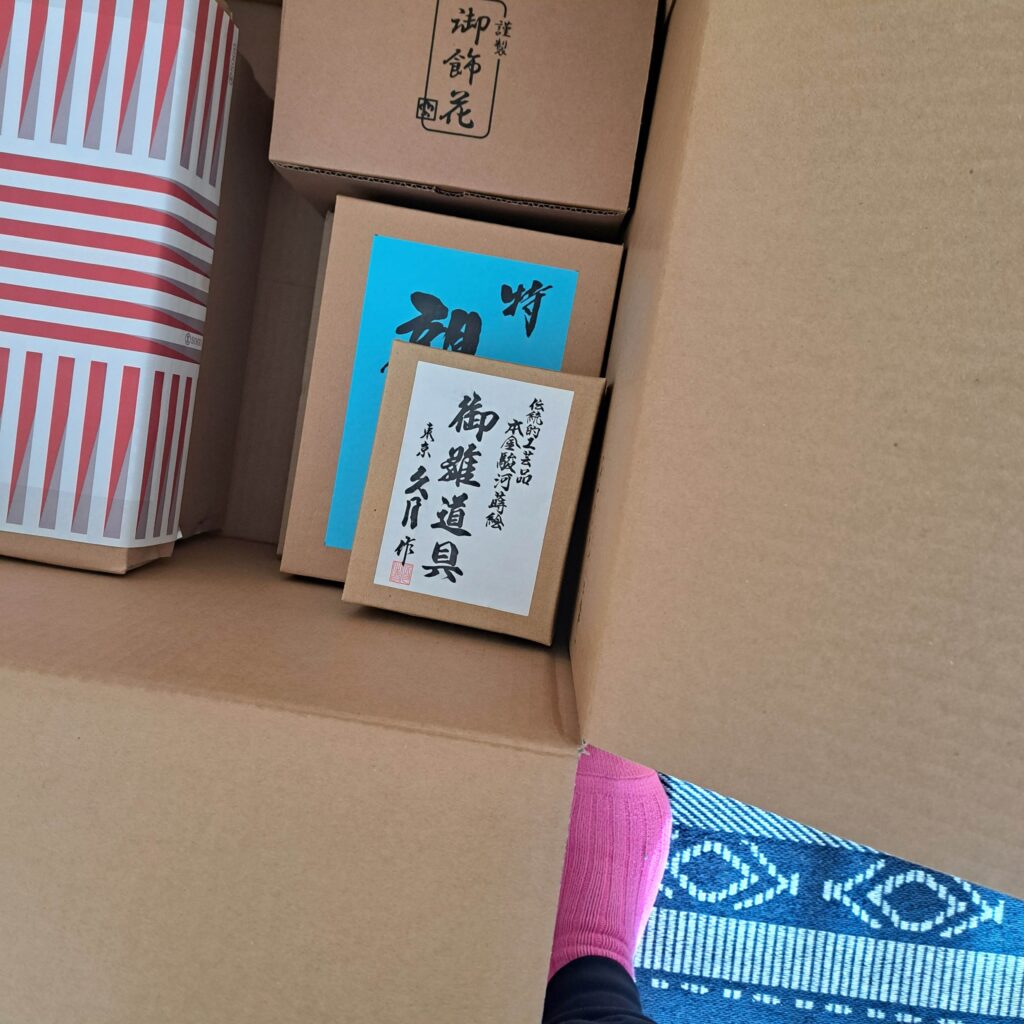 謹製
御飾花
特
伝統的工芸品
本金駿河蒔絵
御雛道具
東京 久月 作